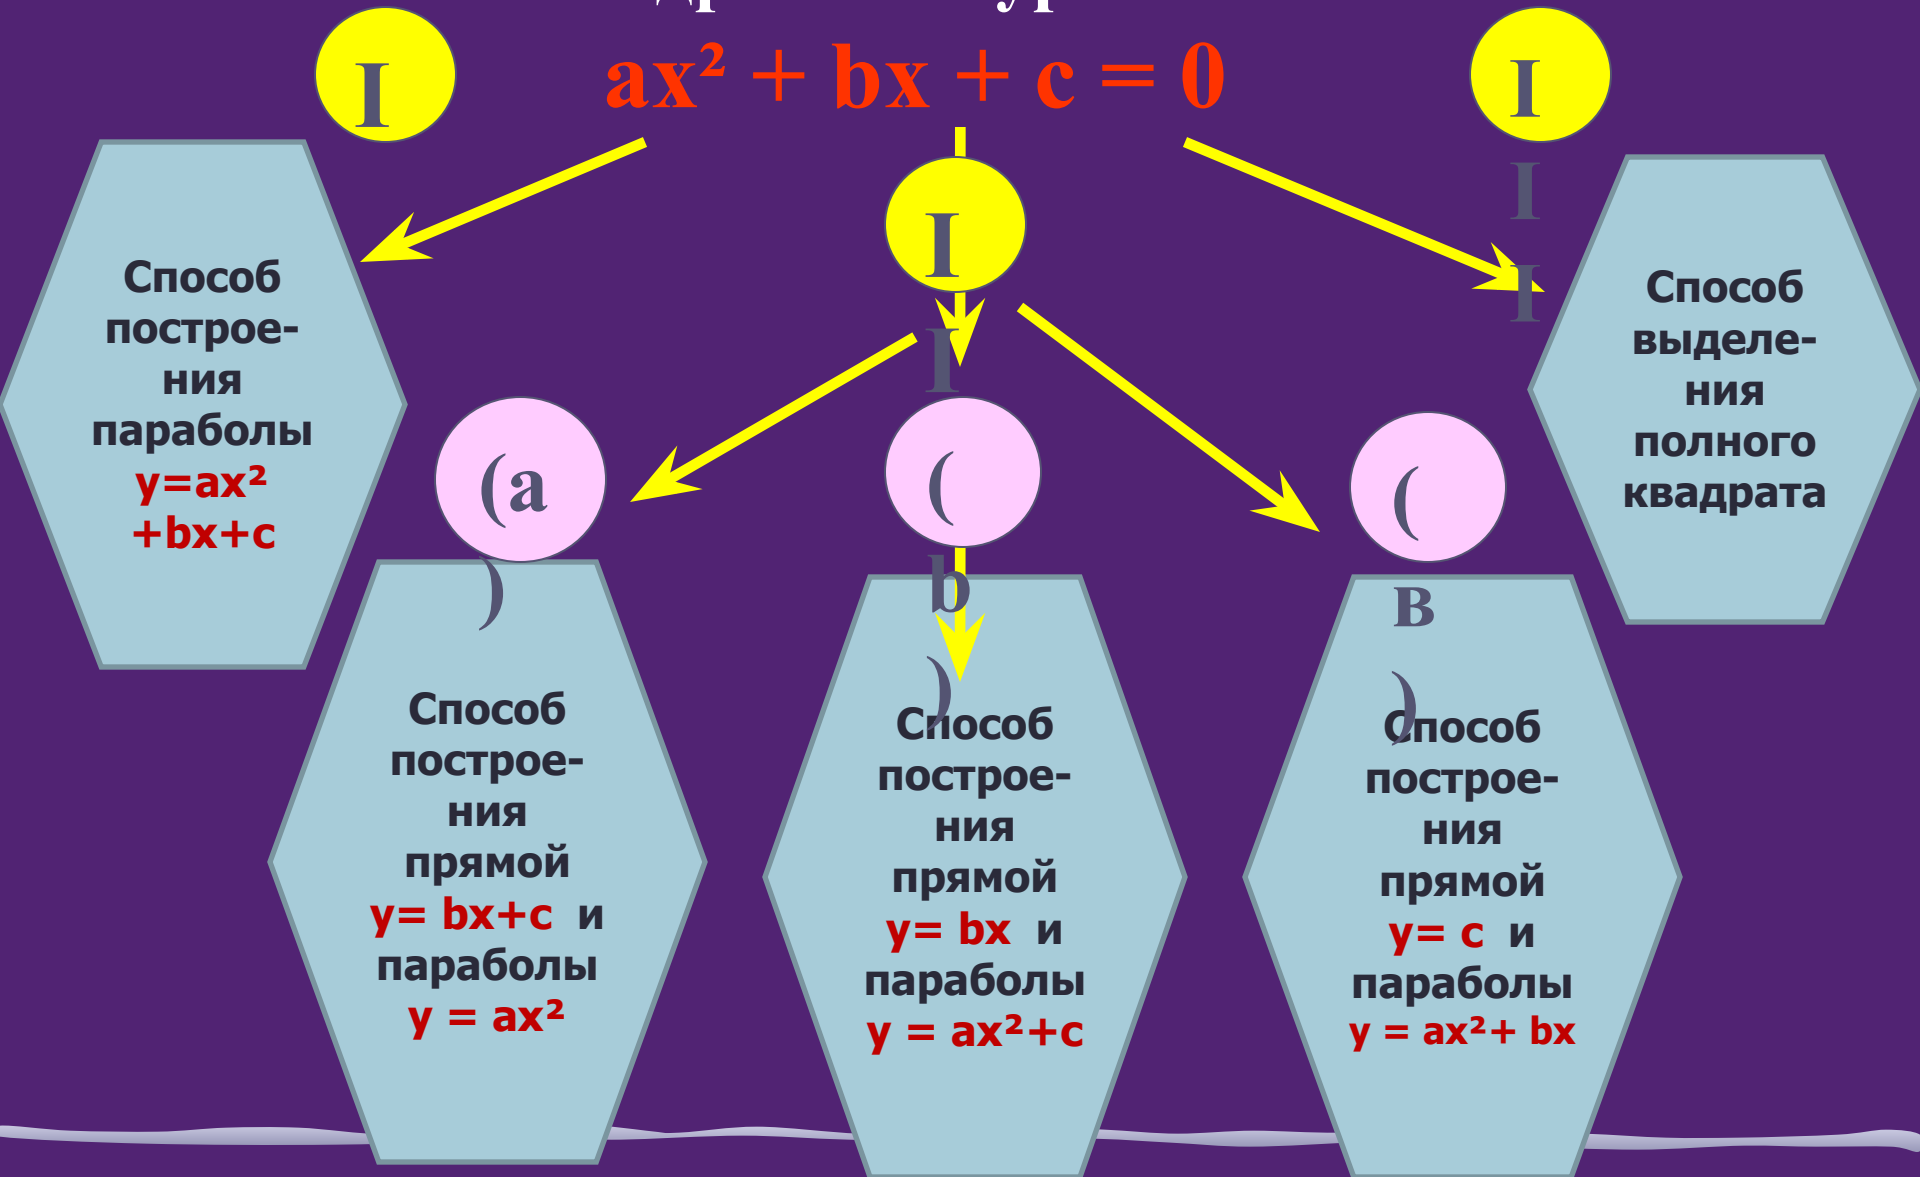 ax² + bx + c = 0
I
I
I
I
I
I
Способ
построе-
ния
параболы
y=ax²
+bx+c
Способ
выделе-
ния
полного
квадрата
(a
)
(
b
)
(
в
)
Способ
построе-
ния
прямой
y= bx+c и
параболы
y = ax²
Способ
построе-
ния
прямой
y= bx и
параболы
y = ax²+c
Способ
построе-
ния
прямой
y= c и
параболы
y = ax²+ bx